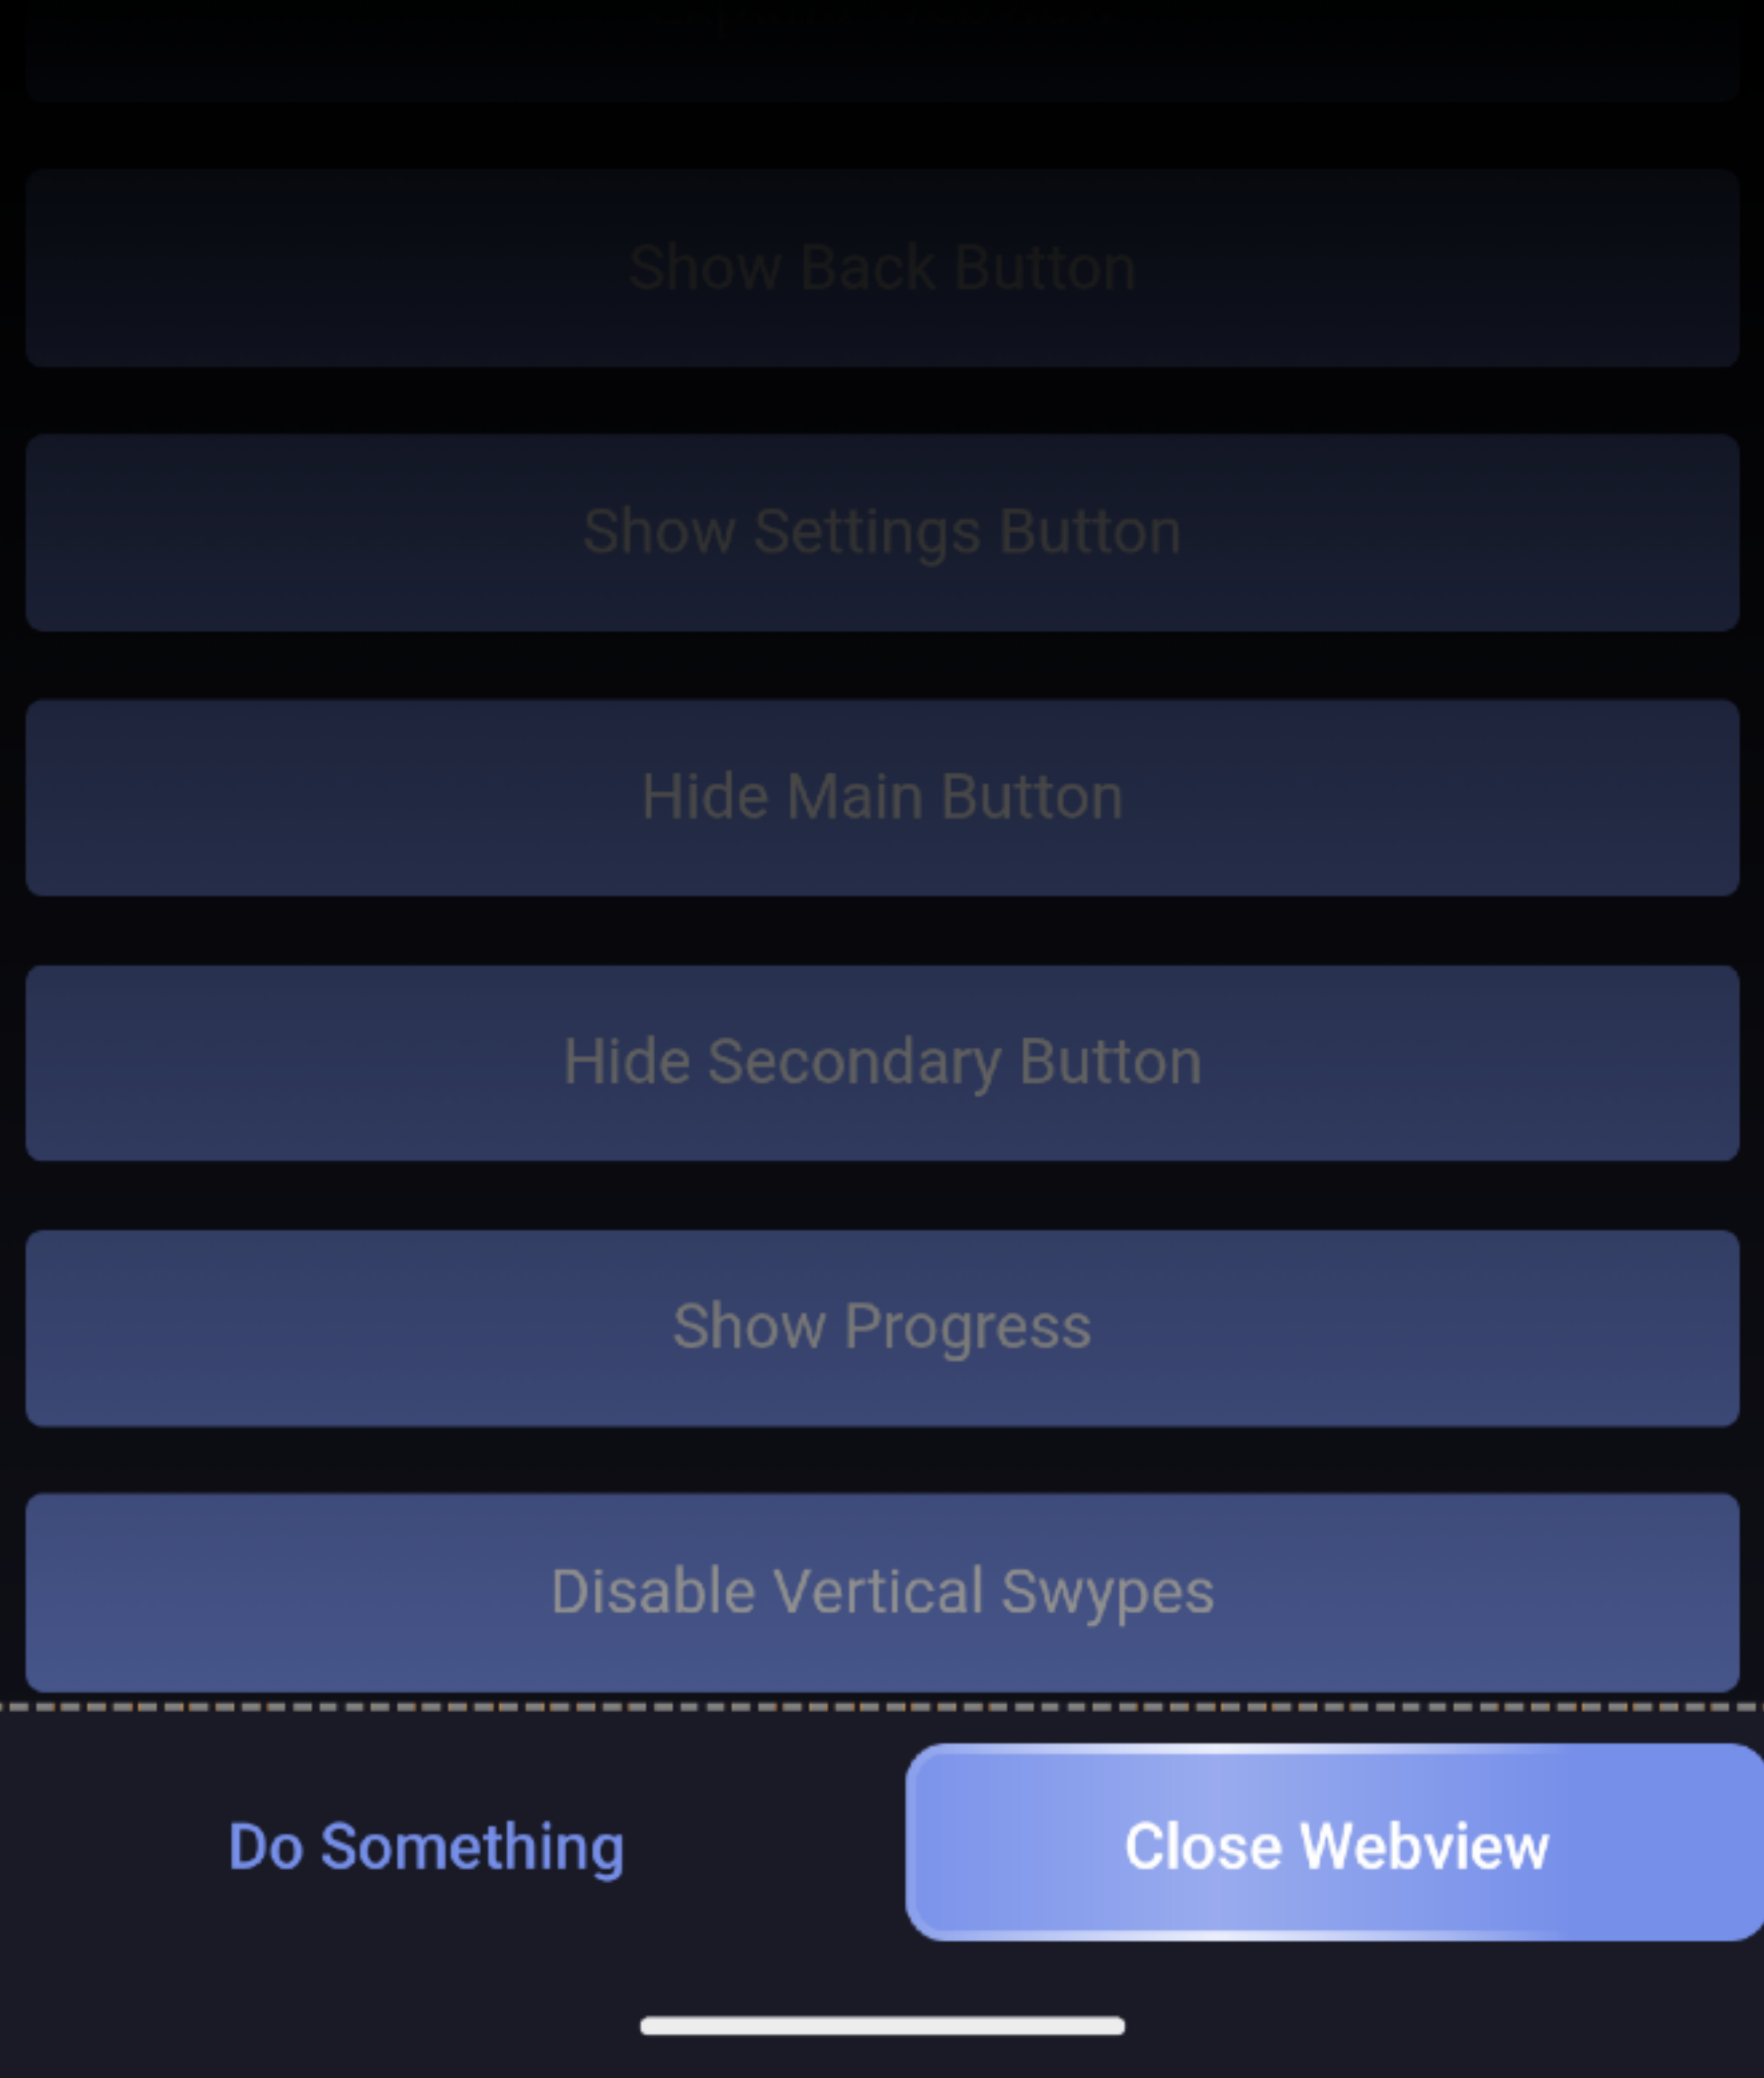 Show Back Button
Show Settings Button
Hide Main Button
Hide Secondary Button
Show Progress
Disable Vertical Swypes
Do Something
Close Webview